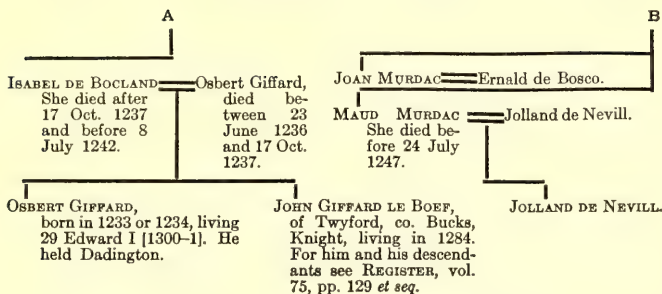 A
B
ISABEL DE BOCLAND
She died after
17 Oct. 1237
and before 8
July 1242.
Osbert Giffard,
died be-
tween 23
June 1236
and 17 Oct.
1237.
JOAN MURDAC
Ernald de Bosco.
MAUD MURDAC
She died be-
fore 24 July
1247.
Jolland de Nevill.
OSBERT GIFFARD,
born in 1233 or 1234, living
29 Edward I [1300–1]. He
held Dadington.
JOHN GIFFARD LE BOEF,
of Twyford, co. Bucks,
Knight, living in 1284.
For him and his descend-
ants see REGISTER, vol.
75, pp. 129 et seq.
JOLLAND DE NEVILL.